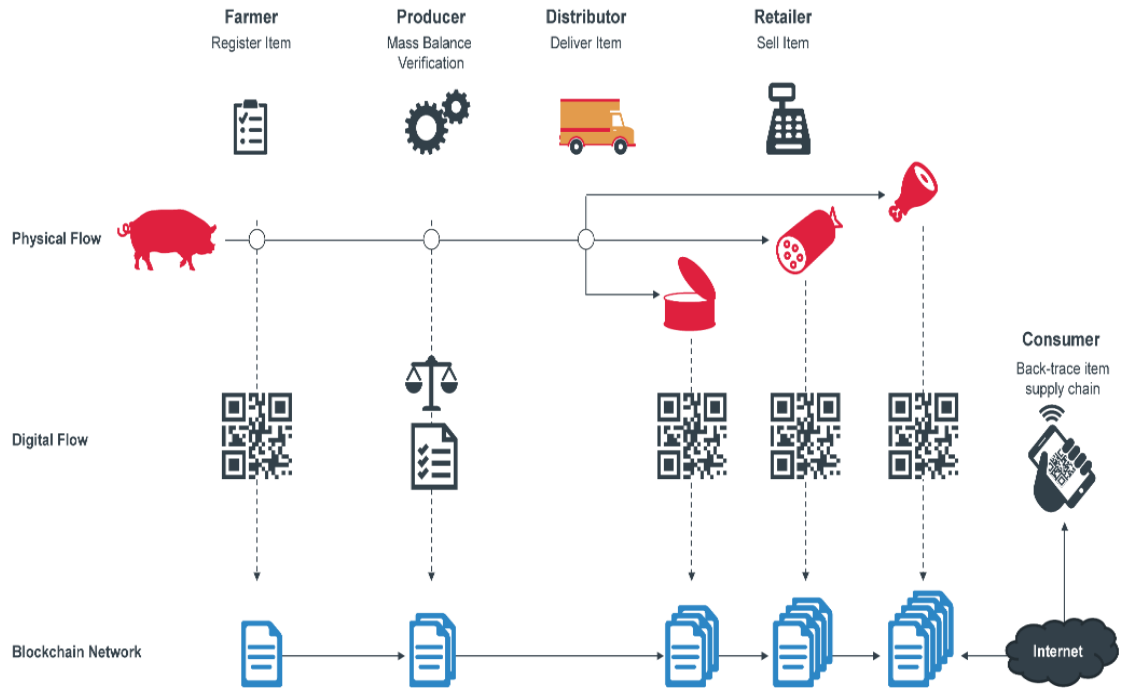 Farmer
Register Item
Producer
Mass Balance
Verification
Distributor
Deliver Item
Retailer
Sell Item
Physical Flow
Consumer
Back-trace item
supply chain
Digital Flow
Blockchain Network
Internet